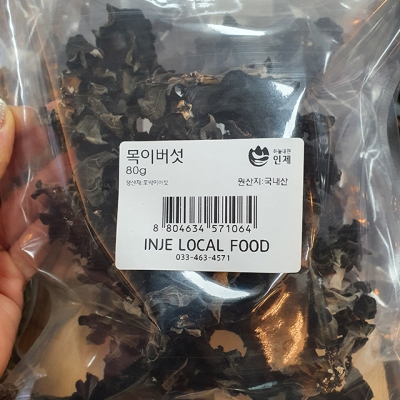 목이버섯
80g
하늘내린
인제
원산지:국내산
8 804634 571064
INJE LOCAL FOOD
033-463-4571